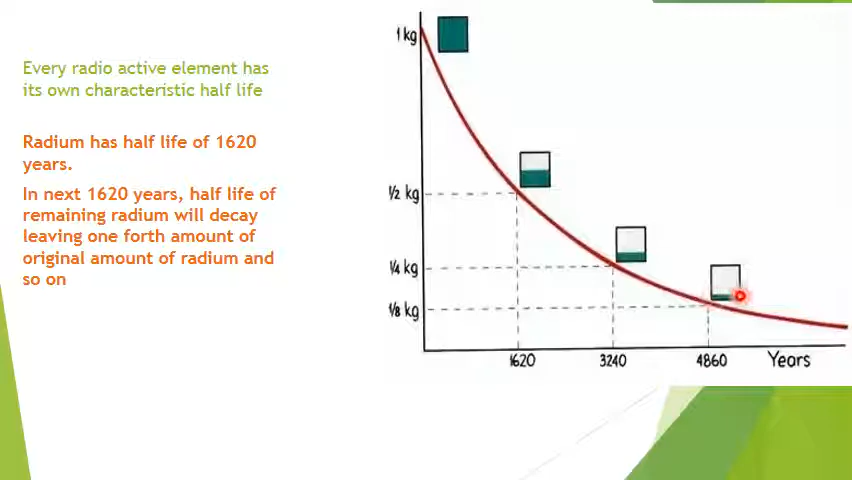 Every radio active element has
its own characteristic half life
Radium has half life of 1620
years.
In next 1620 years, half life of
remaining radium will decay
leaving one forth amount of
original amount of radium and
so on
1 kg
1/2 kg
1/4 kg
1/8 kg
1620
3240
4860
Years